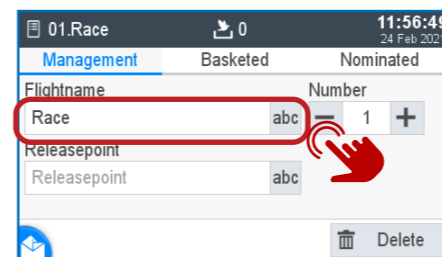 01.Race 0 11:56:49
24 Feb 2021
Management Basketed Nominated
Flightname Number
Race abc 1
Releasepoint
Releasepoint abc
Delete